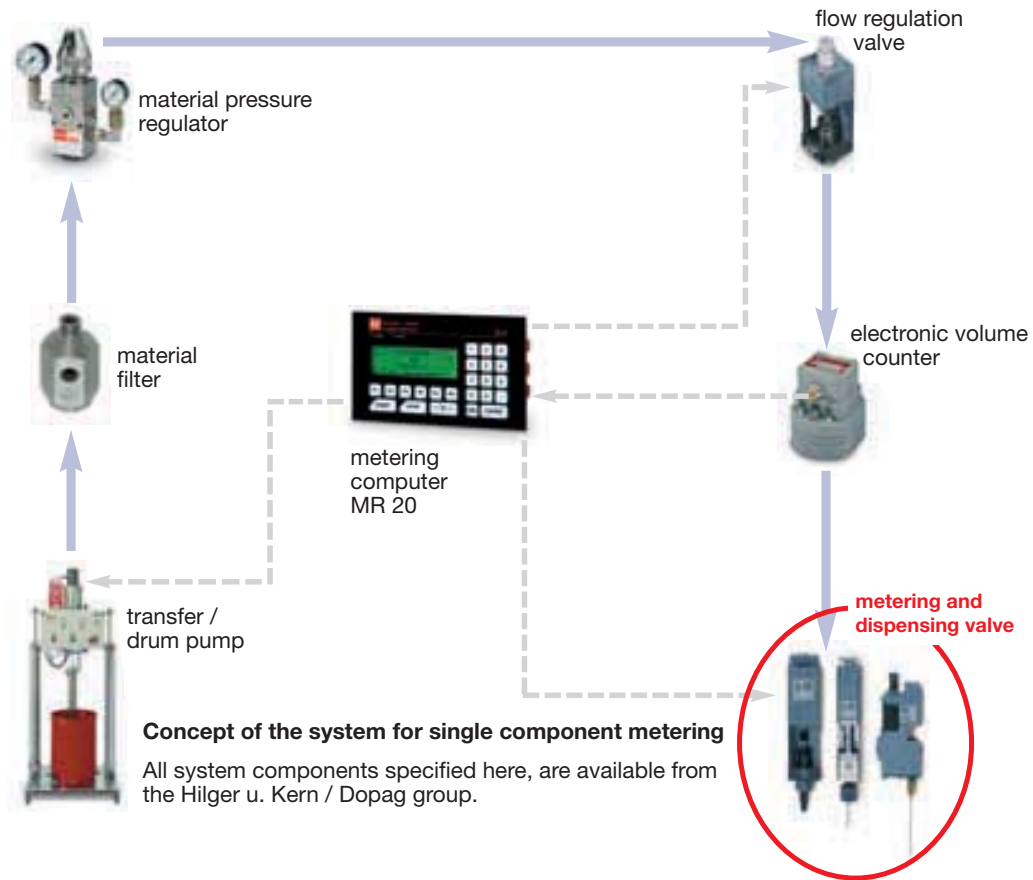 flow regulation
valve
material pressure
regulator
electronic volume
counter
material
filter
metering
computer
MR 20
metering and
dispensing valve
transfer /
drum pump
Concept of the system for single component metering
All system components specified here, are available from
the Hilger u. Kern / Dopag group.